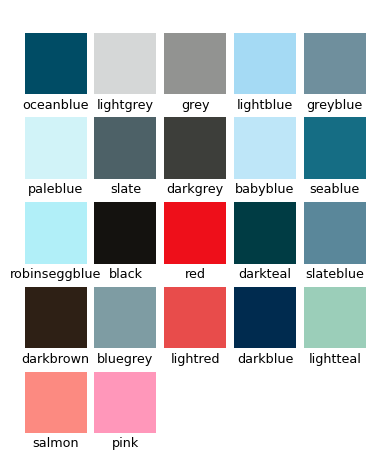 oceanblue lightgrey grey lightblue greyblue
paleblue slate darkgrey babyblue seablue
robinseggblue black red darkteal slateblue
darkbrown bluegrey lightred darkblue lightteal
salmon pink